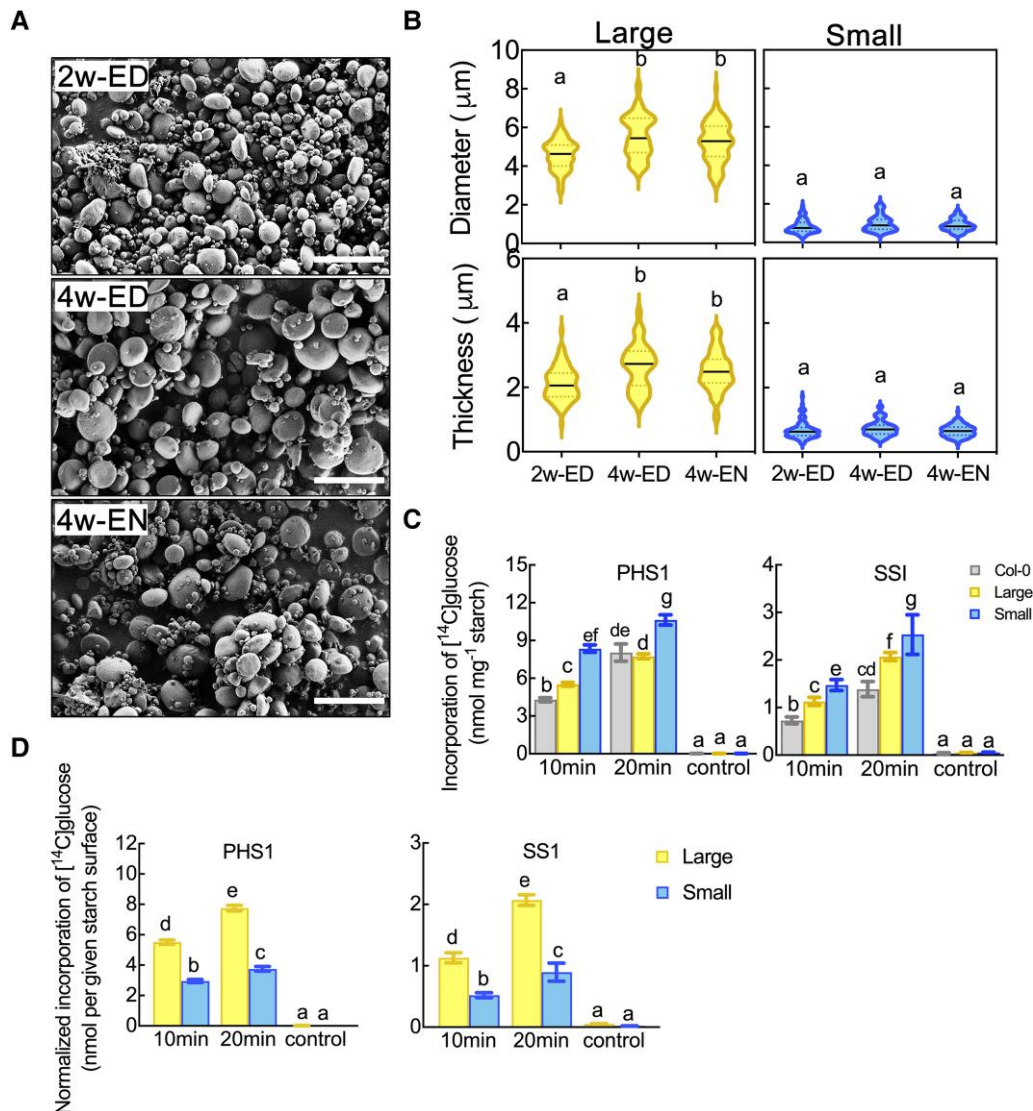 A
2w-ED
4w-ED
4w-EN
B
Large
Small
Diameter (μm)
10
8
6
4
2
0
a
b
b
a
a
a
Thickness (μm)
6
4
2
0
a
b
b
a
a
a
2w-ED
4w-ED
4w-EN
2w-ED
4w-ED
4w-EN
C
Incorporation of [¹⁴C]glucose
(nmol mg⁻¹ starch)
PHS1
15
12
9
6
3
0
b
c
ef
de
d
g
a a a
10min
20min
control
SSI
4
3
2
1
0
b
c
e
cd
f
g
a a a
10min
20min
control
Col-0
Large
Small
D
Normalized incorporation of [¹⁴C]glucose
(nmol per given starch surface)
PHS1
12
10
8
6
4
2
0
d
b
e
c
a a
10min
20min
control
SS1
3
2
1
0
d
b
e
c
a a
10min
20min
control
Large
Small